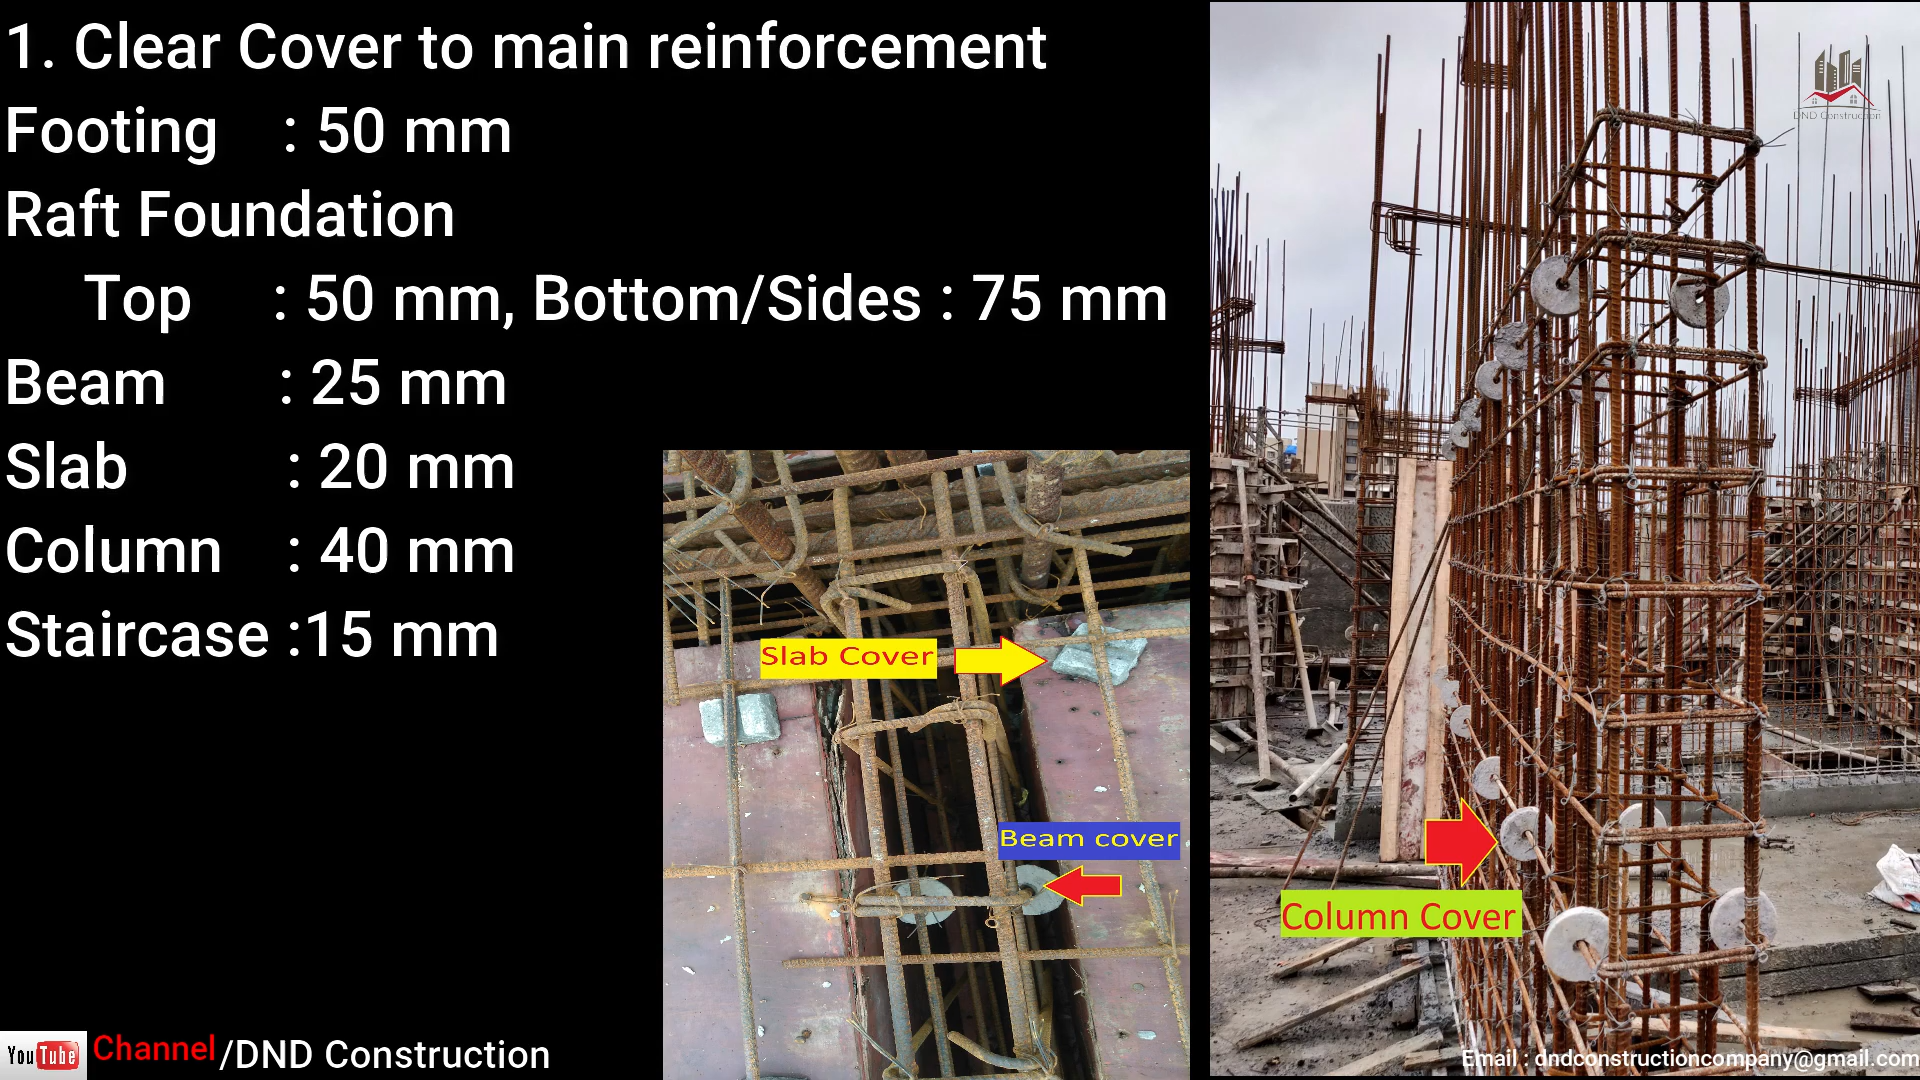 1. Clear Cover to main reinforcement
Footing : 50 mm
Raft Foundation
Top : 50 mm, Bottom/Sides : 75 mm
Beam : 25 mm
Slab : 20 mm
Column : 40 mm
Staircase :15 mm
Slab Cover
Beam cover
Column Cover
DND Construction
YouTube Channel/DND Construction
Email : dndconstructioncompany@gmail.com